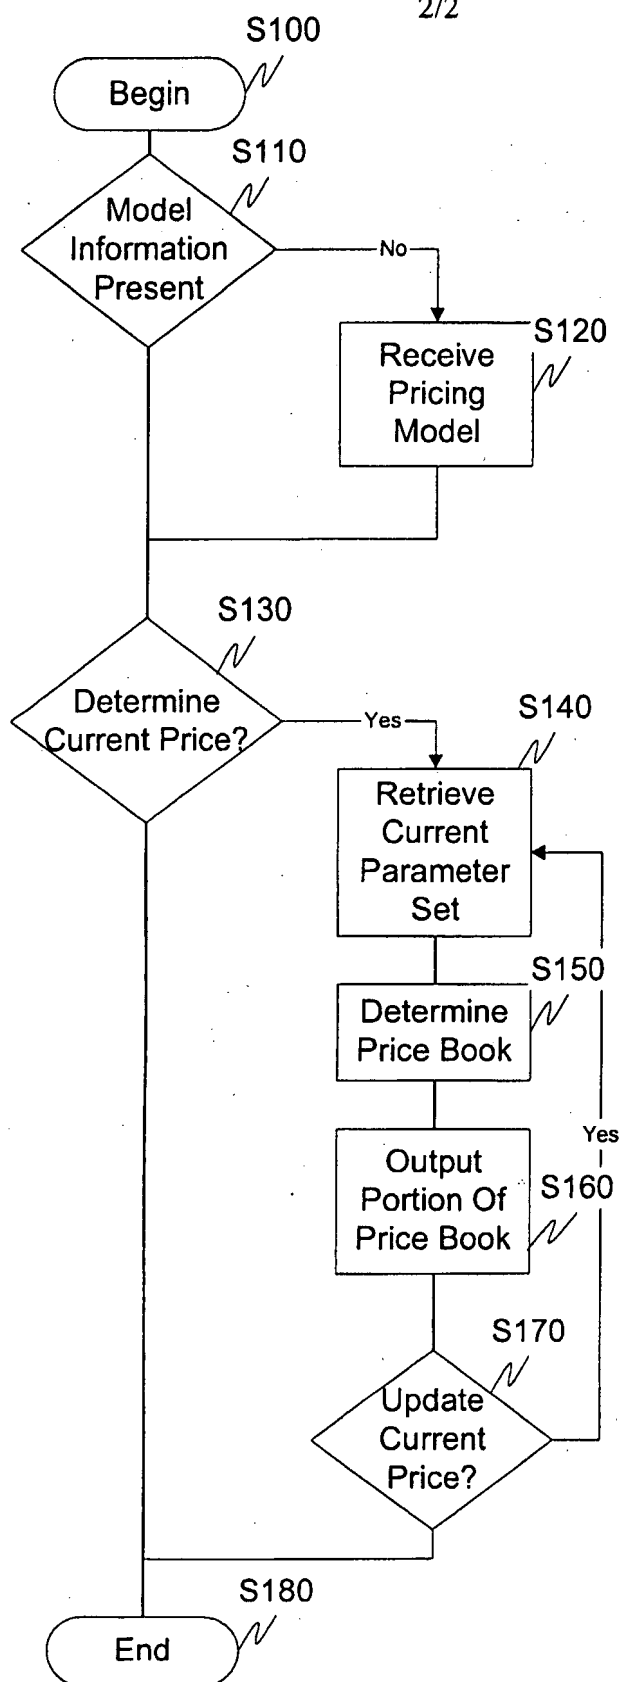 2/2
S100
Begin
S110
Model
Information
Present
No
S120
Receive
Pricing
Model
S130
Determine
Current Price?
Yes
S140
Retrieve
Current
Parameter
Set
S150
Determine
Price Book
Yes
Output
Portion Of
Price Book
S160
S170
Update
Current
Price?
S180
End